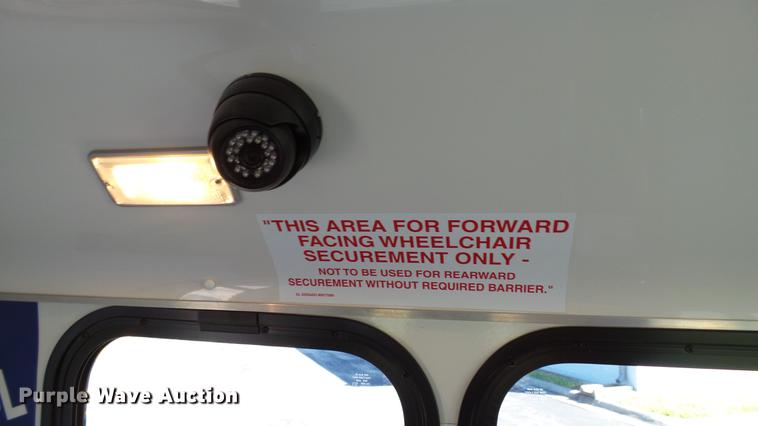 "THIS AREA FOR FORWARD
FACING WHEELCHAIR
SECUREMENT ONLY -
NOT TO BE USED FOR REARWARD
SECUREMENT WITHOUT REQUIRED BARRIER."
Purple Wave Auction